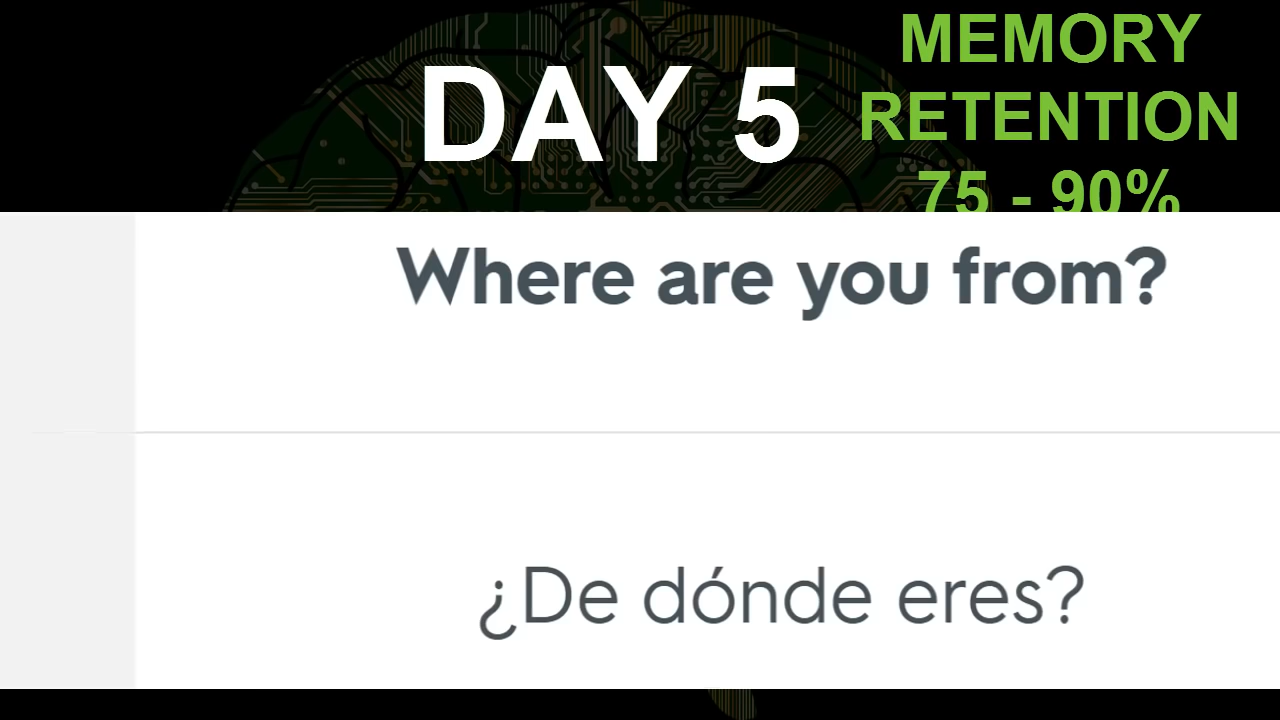 DAY 5
MEMORY
RETENTION
75 - 90%
Where are you from?
¿De dónde eres?